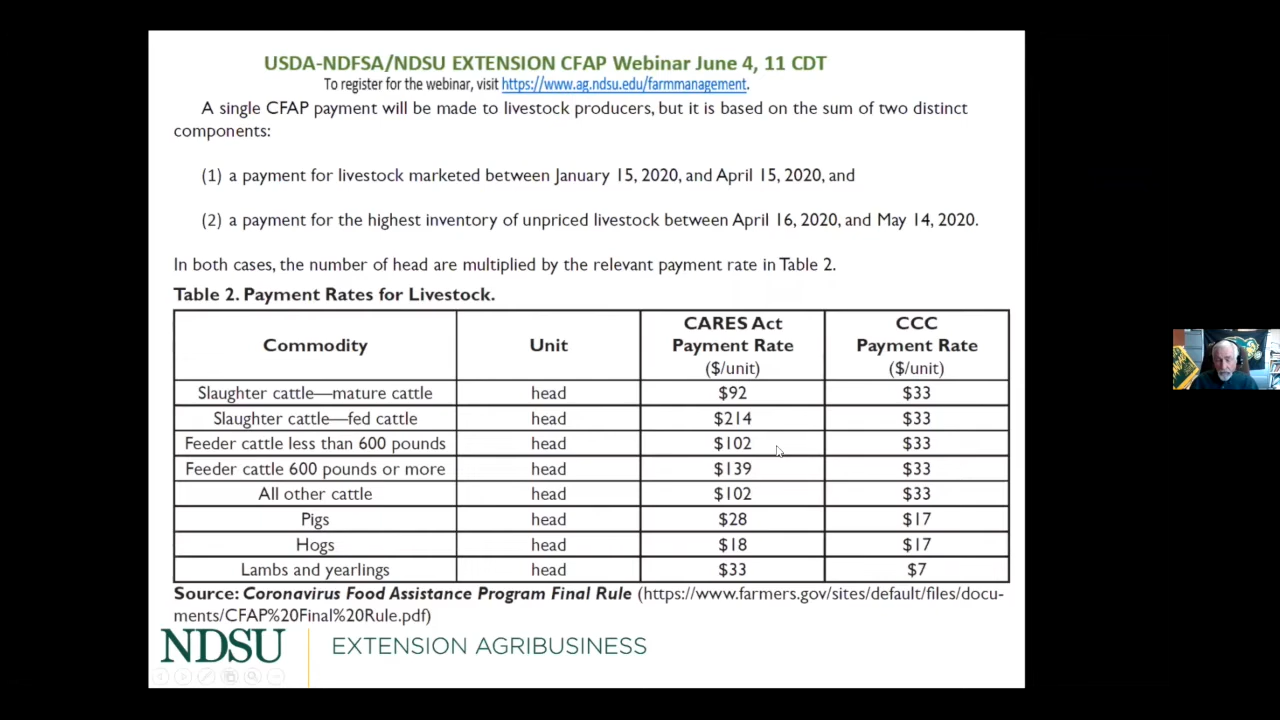 USDA-NDFSA/NDSU EXTENSION CFAP Webinar June 4, 11 CDT
To register for the webinar, visit https://www.ag.ndsu.edu/farmmanagement.
A single CFAP payment will be made to livestock producers, but it is based on the sum of two distinct
components:
(1) a payment for livestock marketed between January 15, 2020, and April 15, 2020, and
(2) a payment for the highest inventory of unpriced livestock between April 16, 2020, and May 14, 2020.
In both cases, the number of head are multiplied by the relevant payment rate in Table 2.
Table 2. Payment Rates for Livestock.
Commodity Unit CARES Act Payment Rate ($/unit) CCC Payment Rate ($/unit)
Slaughter cattle—mature cattle head $92 $33
Slaughter cattle—fed cattle head $214 $33
Feeder cattle less than 600 pounds head $102 $33
Feeder cattle 600 pounds or more head $139 $33
All other cattle head $102 $33
Pigs head $28 $17
Hogs head $18 $17
Lambs and yearlings head $33 $7
Source: Coronavirus Food Assistance Program Final Rule (https://www.farmers.gov/sites/default/files/docu-
ments/CFAP%20Final%20Rule.pdf)
NDSU EXTENSION AGRIBUSINESS